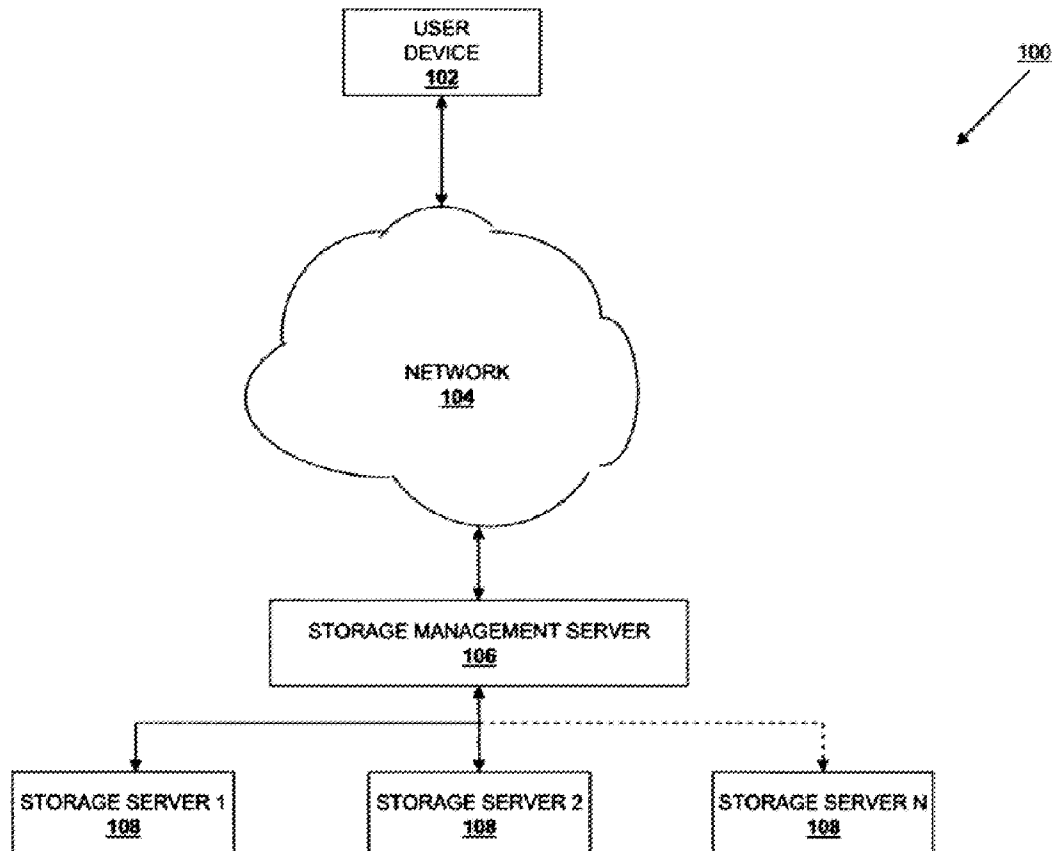 USER
DEVICE
102
100
NETWORK
104
STORAGE MANAGEMENT SERVER
106
STORAGE SERVER 1
108
STORAGE SERVER 2
108
STORAGE SERVER N
108